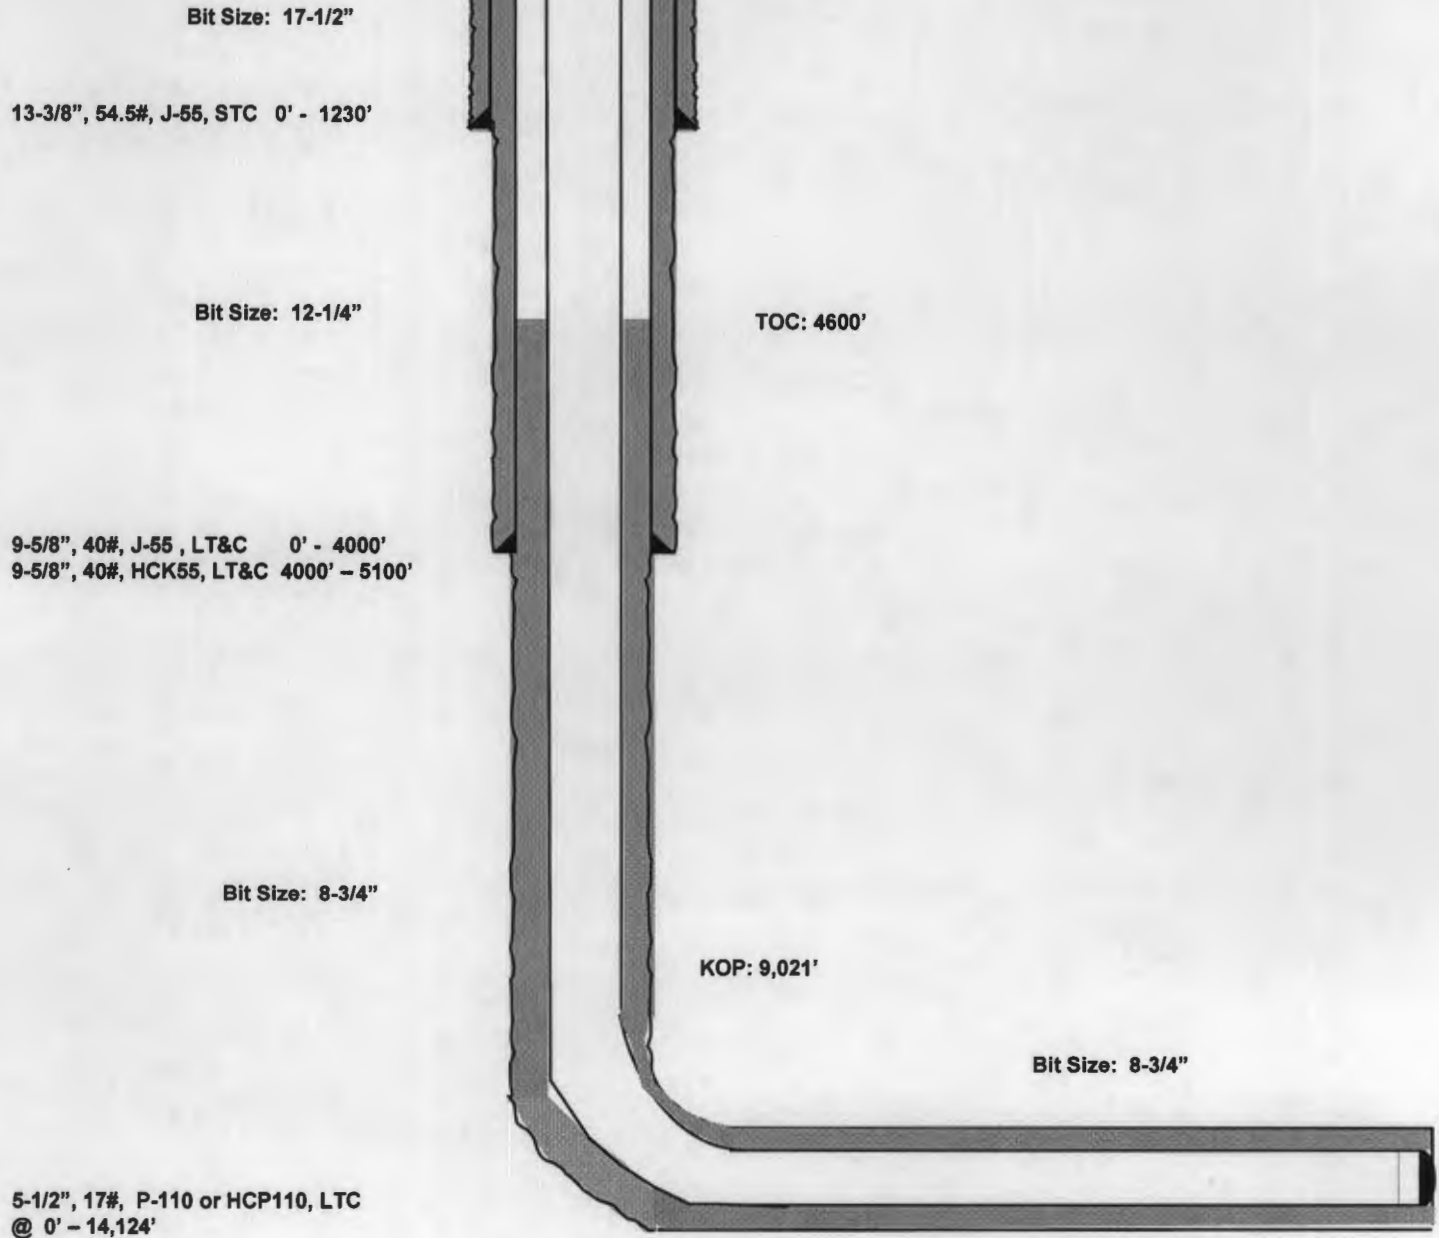 Bit Size: 17-1/2”
13-3/8”, 54.5#, J-55, STC 0’ - 1230’
Bit Size: 12-1/4”
TOC: 4600’
9-5/8”, 40#, J-55 , LT&C 0’ - 4000’
9-5/8”, 40#, HCK55, LT&C 4000’ – 5100’
Bit Size: 8-3/4”
KOP: 9,021’
Bit Size: 8-3/4”
5-1/2”, 17#, P-110 or HCP110, LTC
@ 0’ – 14,124’